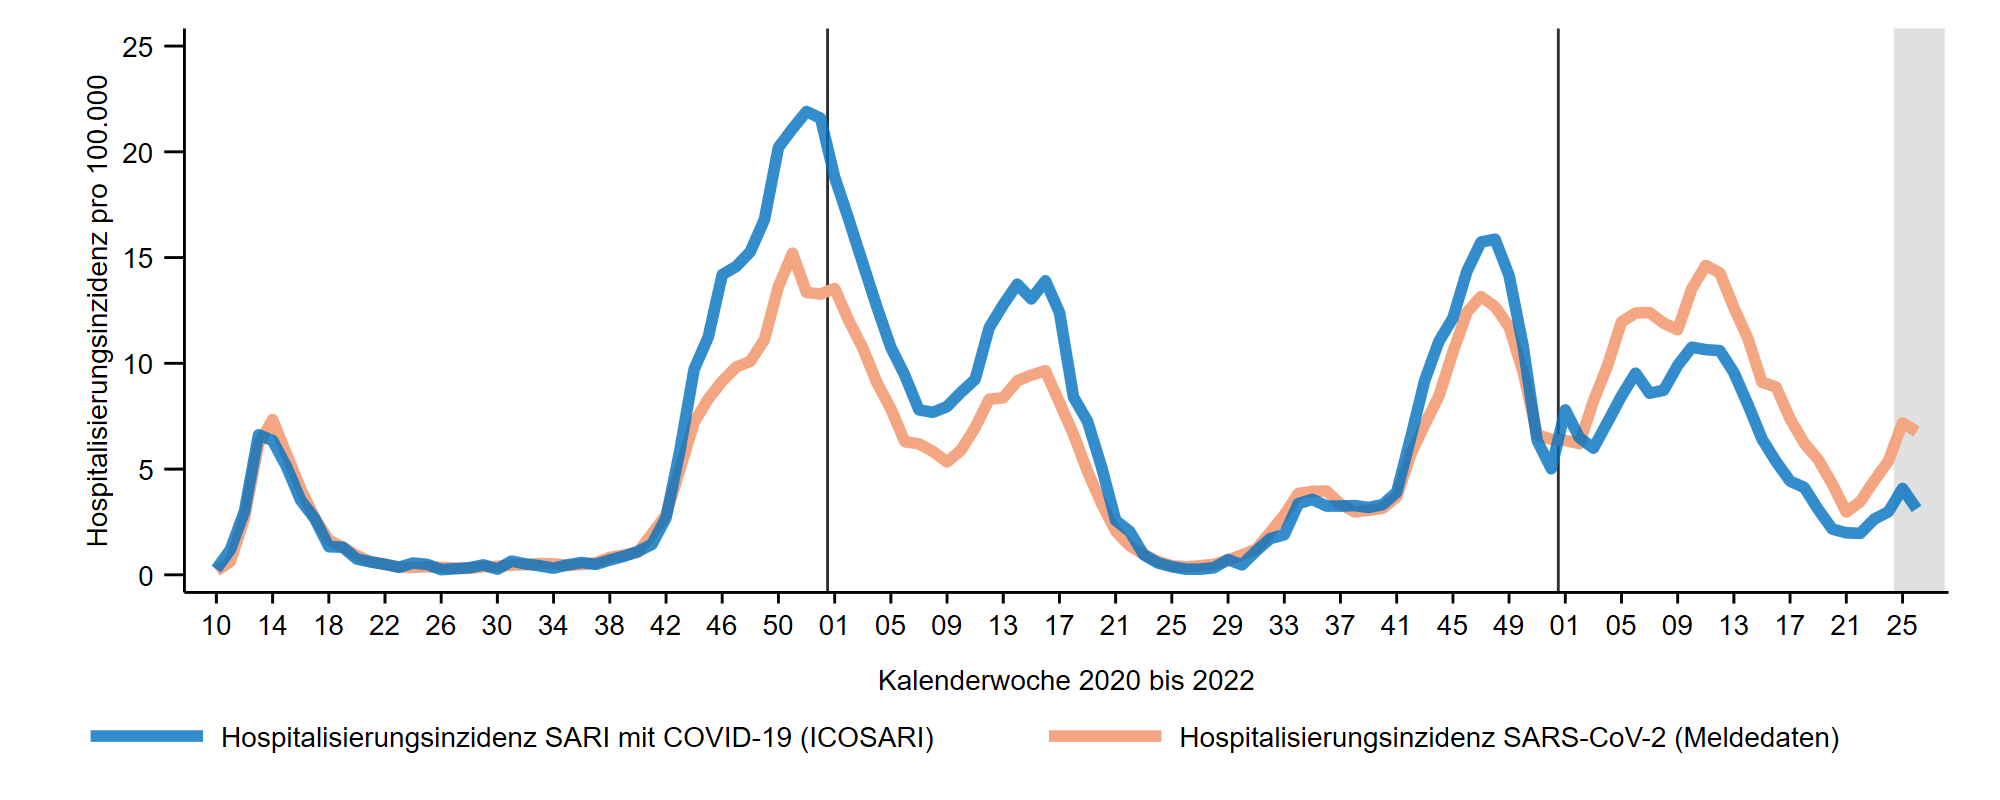 Hospitalisierungsinzidenz pro 100.000
25
20
15
10
5
0
10 14 18 22 26 30 34 38 42 46 50 01 05 09 13 17 21 25 29 33 37 41 45 49 01 05 09 13 17 21 25
Kalenderwoche 2020 bis 2022
Hospitalisierungsinzidenz SARI mit COVID-19 (ICOSARI)
Hospitalisierungsinzidenz SARS-CoV-2 (Meldedaten)